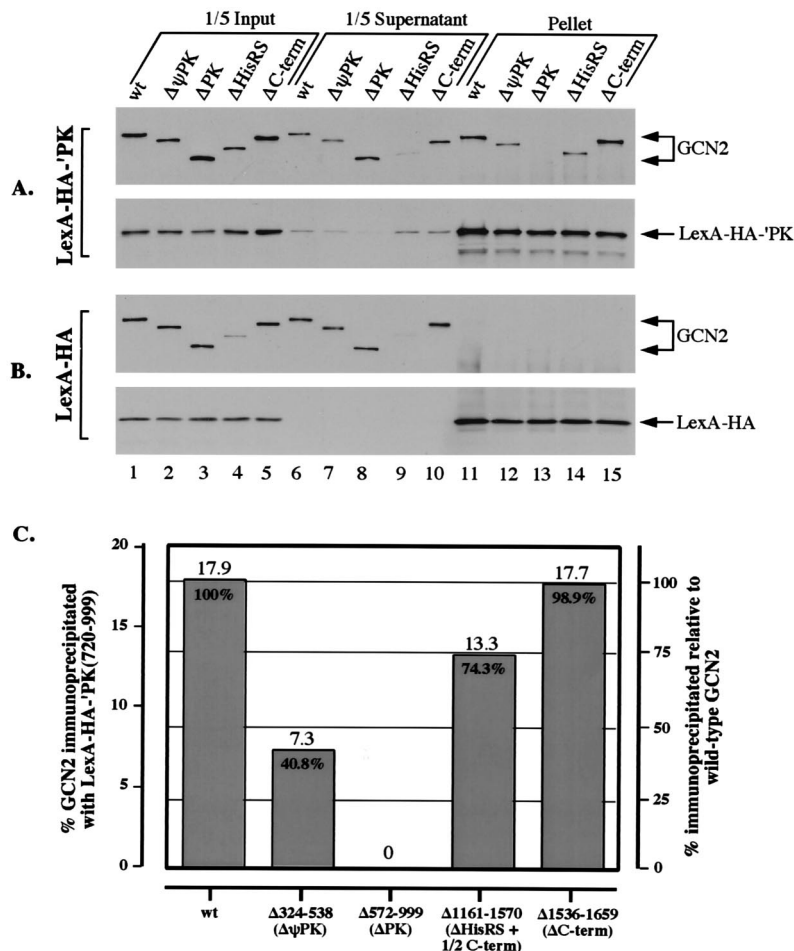 1/5 Input 1/5 Supernatant Pellet
wt ΔψPK ΔPK ΔHisRS ΔC-term wt ΔψPK ΔPK ΔHisRS ΔC-term wt ΔψPK ΔPK ΔHisRS ΔC-term
A.
LexA-HA-'PK
GCN2
LexA-HA-'PK
B.
LexA-HA
GCN2
LexA-HA
1 2 3 4 5 6 7 8 9 10 11 12 13 14 15
C.
% GCN2 immunoprecipitated
with LexA-HA-'PK(720-999)
20
15
10
5
0
17.9
100%
7.3
40.8%
0
13.3
74.3%
17.7
98.9%
100
75
50
25
0
% immunoprecipitated relative to
wild-type GCN2
wt
Δ324-538
(ΔψPK)
Δ572-999
(ΔPK)
Δ1161-1570
(ΔHisRS +
1/2 C-term)
Δ1536-1659
(ΔC-term)